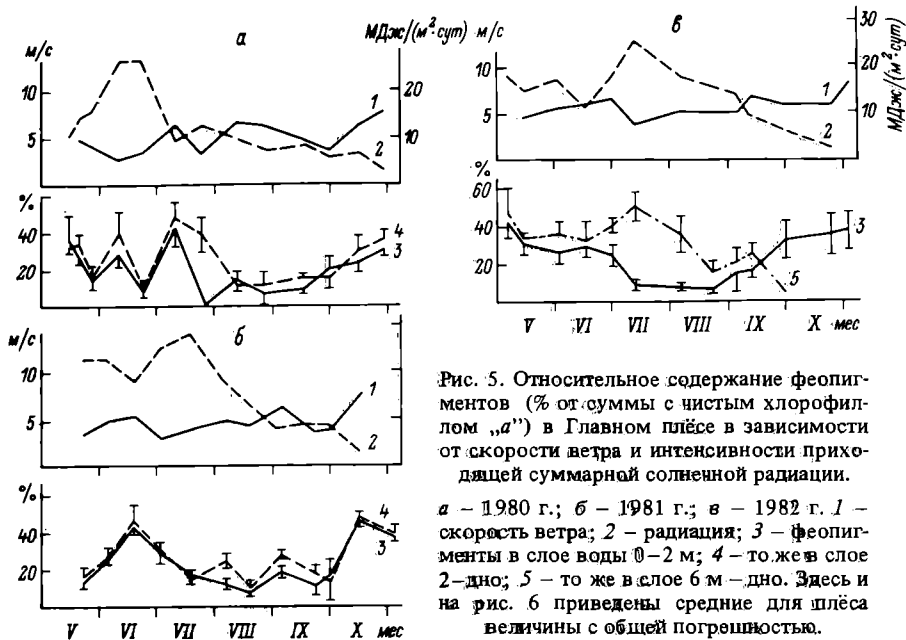 а
МДж/(м²·сут) м/с
м/с
в
30
МДж/(м²·сут)
10
20
1
10
20
5
10
2
5
1
10
2
%
4
3
40
20
%
60
40
20
3
5
V VI VII VIII IX X мес
м/с
б
10
5
1
2
%
4
3
40
20
V VI VII VIII IX X мес
Рис. 5. Относительное содержание феопиг-
ментов (% от суммы с чистым хлорофил-
лом „а") в Главном плёсе в зависимости
от скорости ветра и интенсивности прихо-
дящей суммарной солнечной радиации.
а – 1980 г.; б – 1981 г.; в – 1982 г. 1 –
скорость ветра; 2 – радиация; 3 – феопиг-
менты в слое воды 0–2 м; 4 – то же в слое
2–дно; 5 – то же в слое 6 м – дно. Здесь и
на рис. 6 приведены средние для плёса
величины с общей погрешностью.